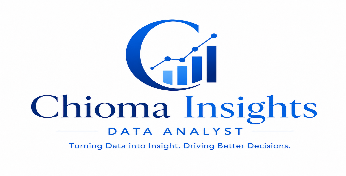 Chioma Insights
DATA ANALYST
Turning Data into Insight. Driving Better Decisions.